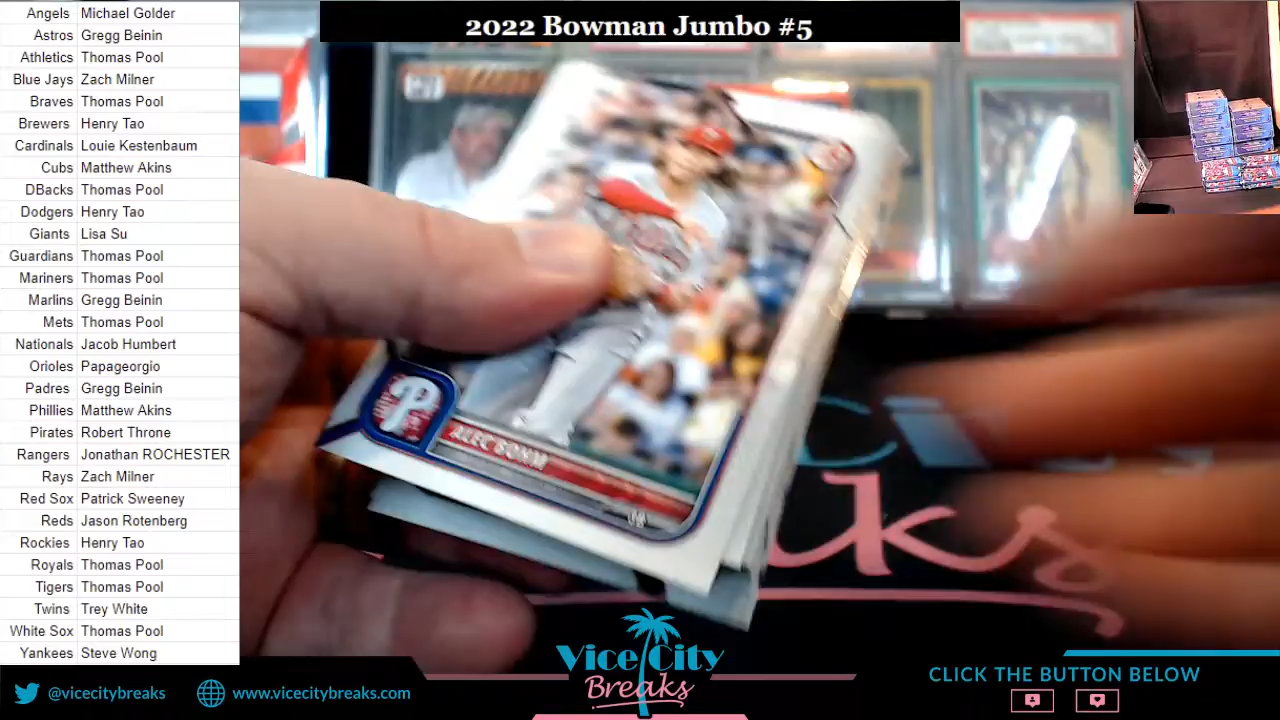 2022 Bowman Jumbo #5
Angels Michael Golder
Astros Gregg Beinin
Athletics Thomas Pool
Blue Jays Zach Milner
Braves Thomas Pool
Brewers Henry Tao
Cardinals Louie Kestenbaum
Cubs Matthew Akins
DBacks Thomas Pool
Dodgers Henry Tao
Giants Lisa Su
Guardians Thomas Pool
Mariners Thomas Pool
Marlins Gregg Beinin
Mets Thomas Pool
Nationals Jacob Humbert
Orioles Papageorgio
Padres Gregg Beinin
Phillies Matthew Akins
Pirates Robert Throne
Rangers Jonathan ROCHESTER
Rays Zach Milner
Red Sox Patrick Sweeney
Reds Jason Rotenberg
Rockies Henry Tao
Royals Thomas Pool
Tigers Thomas Pool
Twins Trey White
White Sox Thomas Pool
Yankees Steve Wong
P
ALEC BOHM
@vicecitybreaks
www.vicecitybreaks.com
Vice City
Breaks
CLICK THE BUTTON BELOW